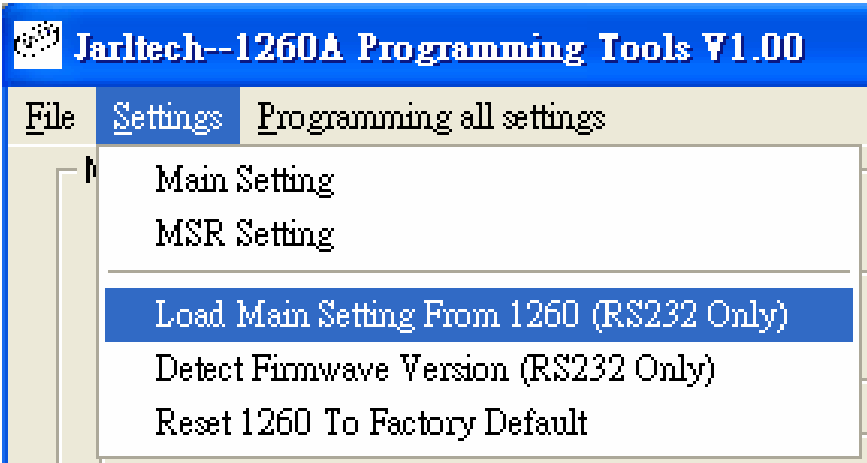 Jarltech--1260A Programming Tools V1.00
File Settings Programming all settings
Main Setting
MSR Setting
Load Main Setting From 1260 (RS232 Only)
Detect Firmwave Version (RS232 Only)
Reset 1260 To Factory Default